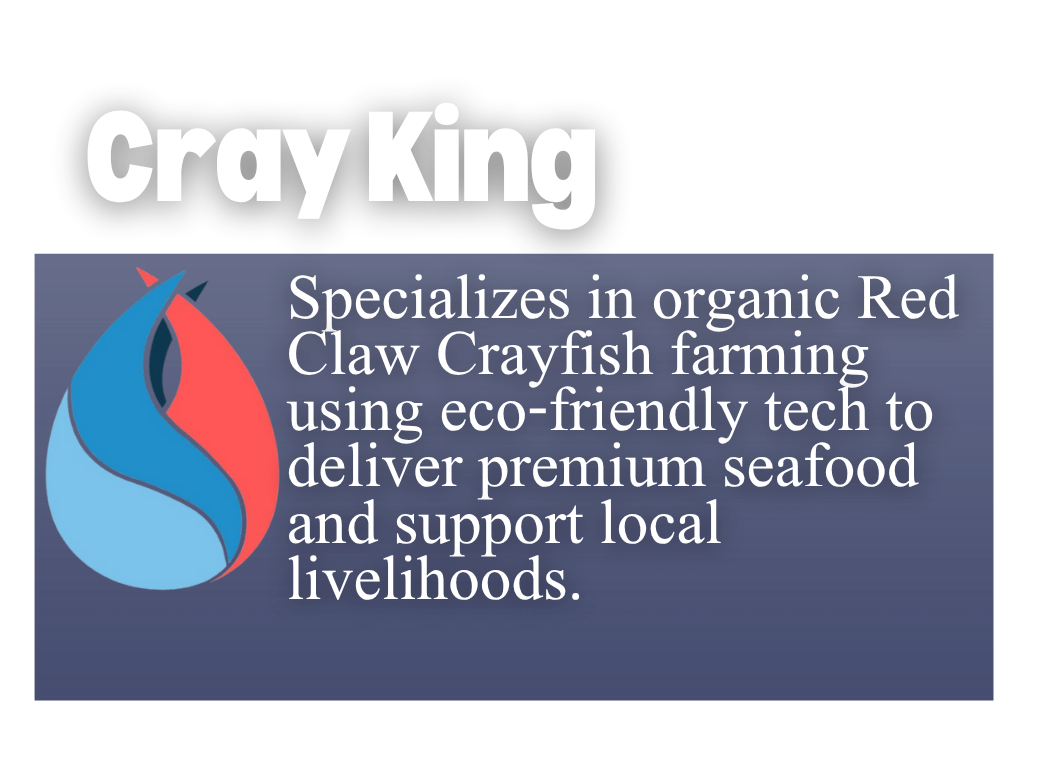 Cray King
Specializes in organic Red
Claw Crayfish farming
using eco-friendly tech to
deliver premium seafood
and support local
livelihoods.